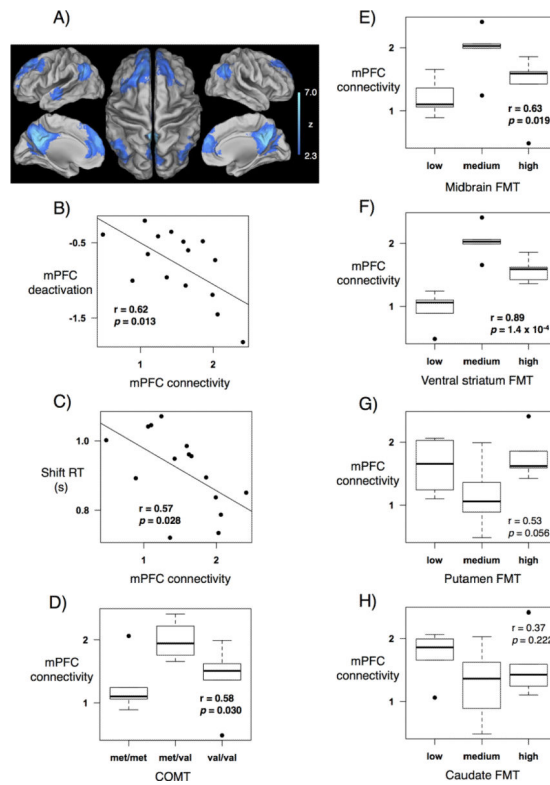 A)
7.0
z
2.3
B)
-0.5
mPFC
deactivation
-1.5
r = 0.62
p = 0.013
1
2
mPFC connectivity
C)
1.0
Shift RT
(s)
0.8
r = 0.57
p = 0.028
1
2
mPFC connectivity
D)
2
mPFC
connectivity
1
r = 0.58
p = 0.030
met/met
met/val
val/val
COMT
E)
2
mPFC
connectivity
1
r = 0.63
p = 0.019
low
medium
high
Midbrain FMT
F)
2
mPFC
connectivity
1
r = 0.89
p = 1.4 x 10-4
low
medium
high
Ventral striatum FMT
G)
2
mPFC
connectivity
1
r = 0.53
p = 0.056
low
medium
high
Putamen FMT
H)
2
mPFC
connectivity
1
r = 0.37
p = 0.222
low
medium
high
Caudate FMT